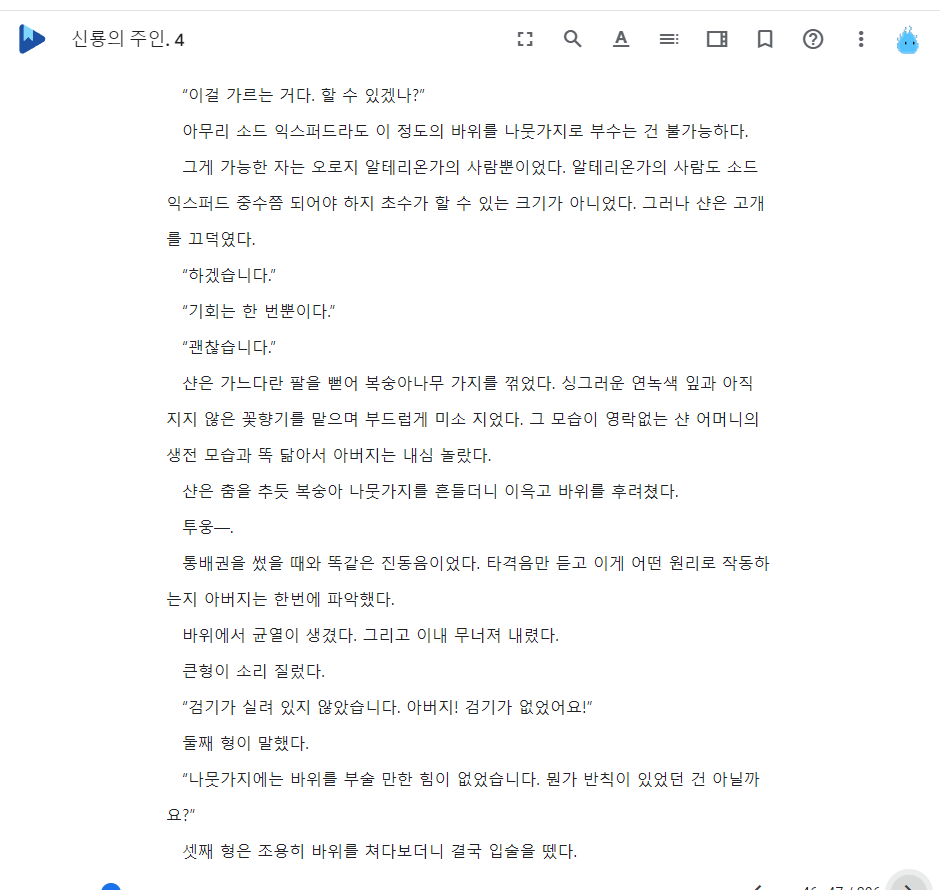 신룡의 주인. 4
“이걸 가르는 거다. 할 수 있겠나?”
아무리 소드 익스퍼드라도 이 정도의 바위를 나뭇가지로 부수는 건 불가능하다.
그게 가능한 자는 오로지 알테리온가의 사람뿐이었다. 알테리온가의 사람도 소드
익스퍼드 중수쯤 되어야 하지 초수가 할 수 있는 크기가 아니었다. 그러나 샨은 고개
를 끄덕였다.
“하겠습니다.”
“기회는 한 번뿐이다.”
“괜찮습니다.”
샨은 가느다란 팔을 뻗어 복숭아나무 가지를 꺾었다. 싱그러운 연녹색 잎과 아직
지지 않은 꽃향기를 맡으며 부드럽게 미소 지었다. 그 모습이 영락없는 샨 어머니의
생전 모습과 똑 닮아서 아버지는 내심 놀랐다.
샨은 춤을 추듯 복숭아 나뭇가지를 흔들더니 이윽고 바위를 후려쳤다.
투웅―.
통배권을 썼을 때와 똑같은 진동음이었다. 타격음만 듣고 이게 어떤 원리로 작동하
는지 아버지는 한번에 파악했다.
바위에서 균열이 생겼다. 그리고 이내 무너져 내렸다.
큰형이 소리 질렀다.
“검기가 실려 있지 않았습니다. 아버지! 검기가 없었어요!”
둘째 형이 말했다.
“나뭇가지에는 바위를 부술 만한 힘이 없었습니다. 뭔가 반칙이 있었던 건 아닐까
요?”
셋째 형은 조용히 바위를 쳐다보더니 결국 입술을 뗐다.